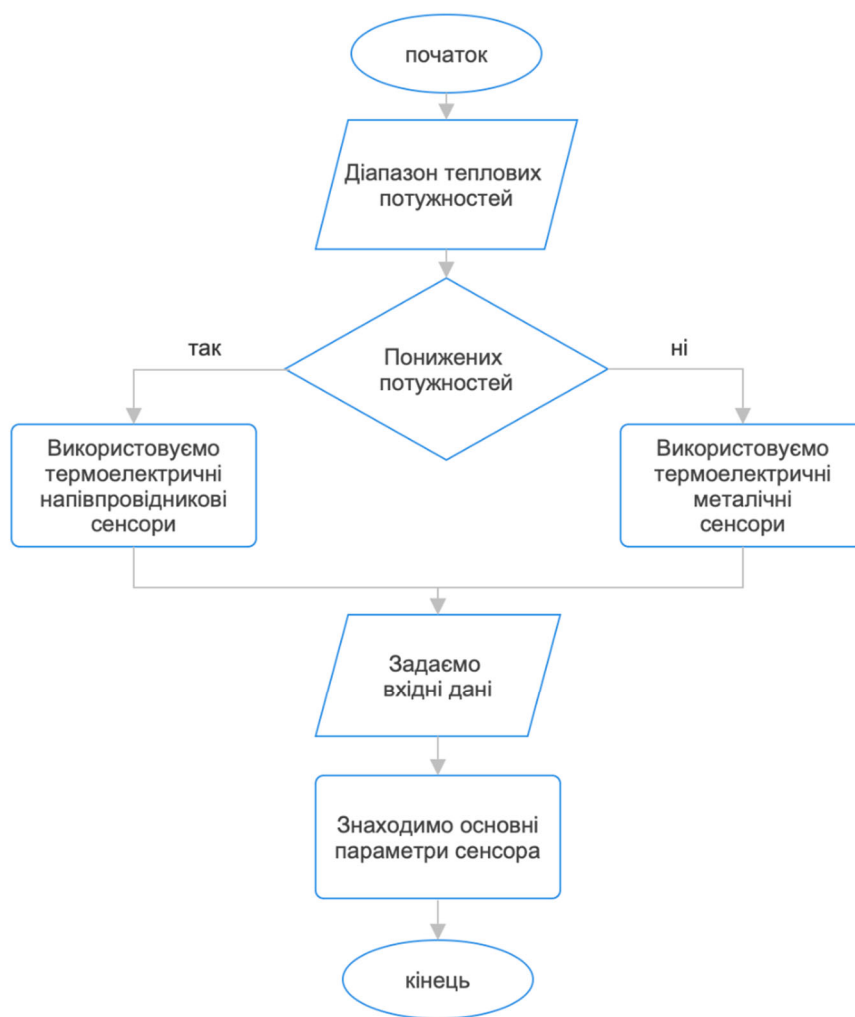 початок
Діапазон теплових
потужностей
Понижених
потужностей
так
ні
Використовуємо
термоелектричні
напівпровідникові
сенсори
Використовуємо
термоелектричні
металічні
сенсори
Задаємо
вхідні дані
Знаходимо основні
параметри сенсора
кінець